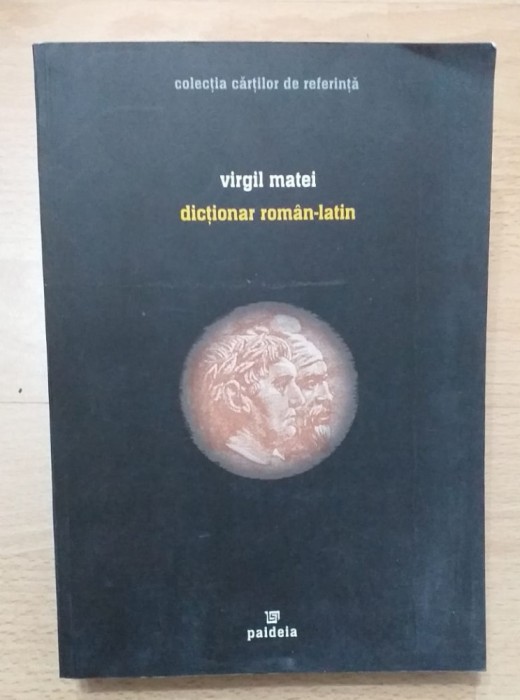 colecția cărților de referință
virgil matei
dicționar român-latin
paideia